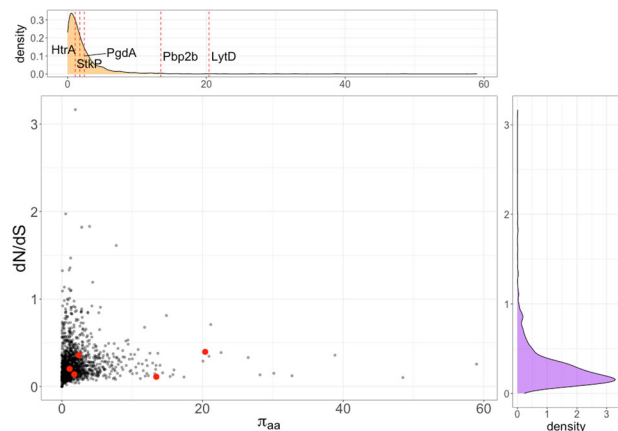 density
0.3
0.2
0.1
0.0
HtrA
StkP
PgdA
Pbp2b
LytD
0 20 40 60
dN/dS
3
2
1
0
0 20 40 60
πaa
3
2
1
0
0 1 2 3
density